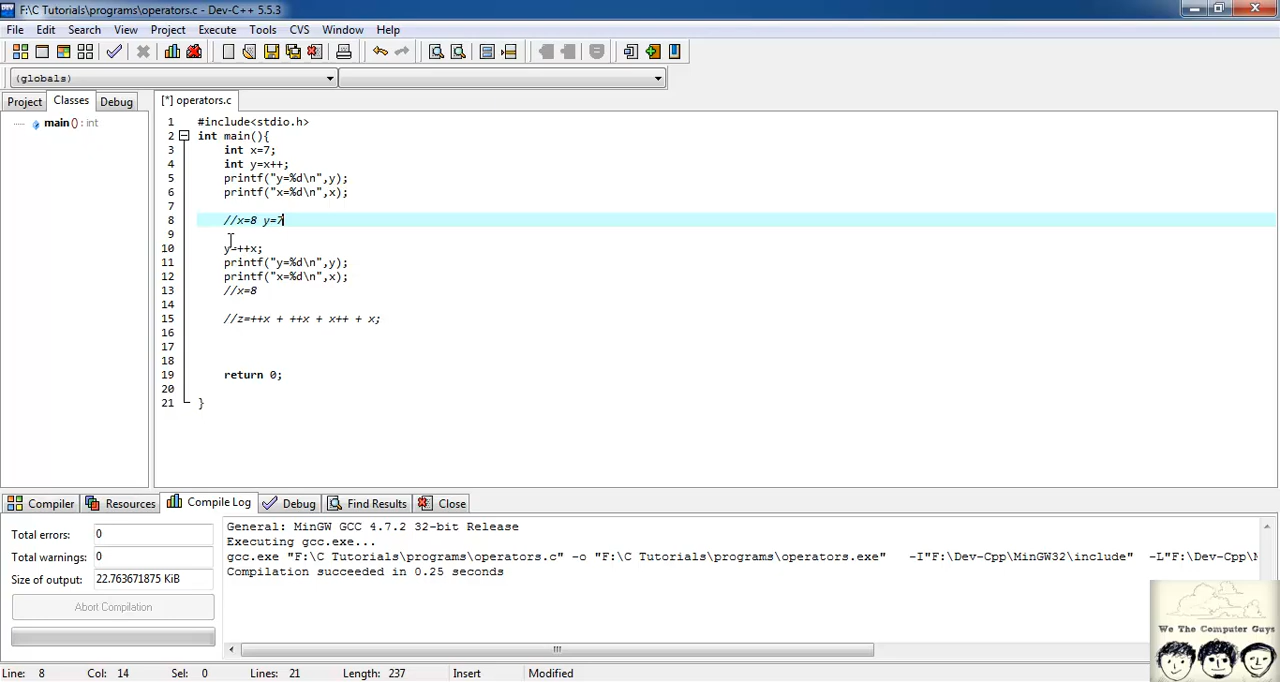 F:\C Tutorials\programs\operators.c - Dev-C++ 5.5.3
File Edit Search View Project Execute Tools CVS Window Help
(globals)
Project Classes Debug [*] operators.c
main() : int
1 #include<stdio.h>
2 int main(){
3 int x=7;
4 int y=x++;
5 printf("y=%d\n",y);
6 printf("x=%d\n",x);
7
8 //x=8 y=7
9
10 y=++x;
11 printf("y=%d\n",y);
12 printf("x=%d\n",x);
13 //x=8
14
15 //z=++x + ++x + x++ + x;
16
17
18
19 return 0;
20
21 }
Compiler Resources Compile Log Debug Find Results Close
Total errors: 0
Total warnings: 0
Size of output: 22.763671875 KiB
Abort Compilation
General: MinGW GCC 4.7.2 32-bit Release
Executing gcc.exe...
gcc.exe "F:\C Tutorials\programs\operators.c" -o "F:\C Tutorials\programs\operators.exe" -I"F:\Dev-Cpp\MinGW32\include" -L"F:\Dev-Cpp\
Compilation succeeded in 0.25 seconds
We The Computer Guys
Line: 8 Col: 14 Sel: 0 Lines: 21 Length: 237 Insert Modified